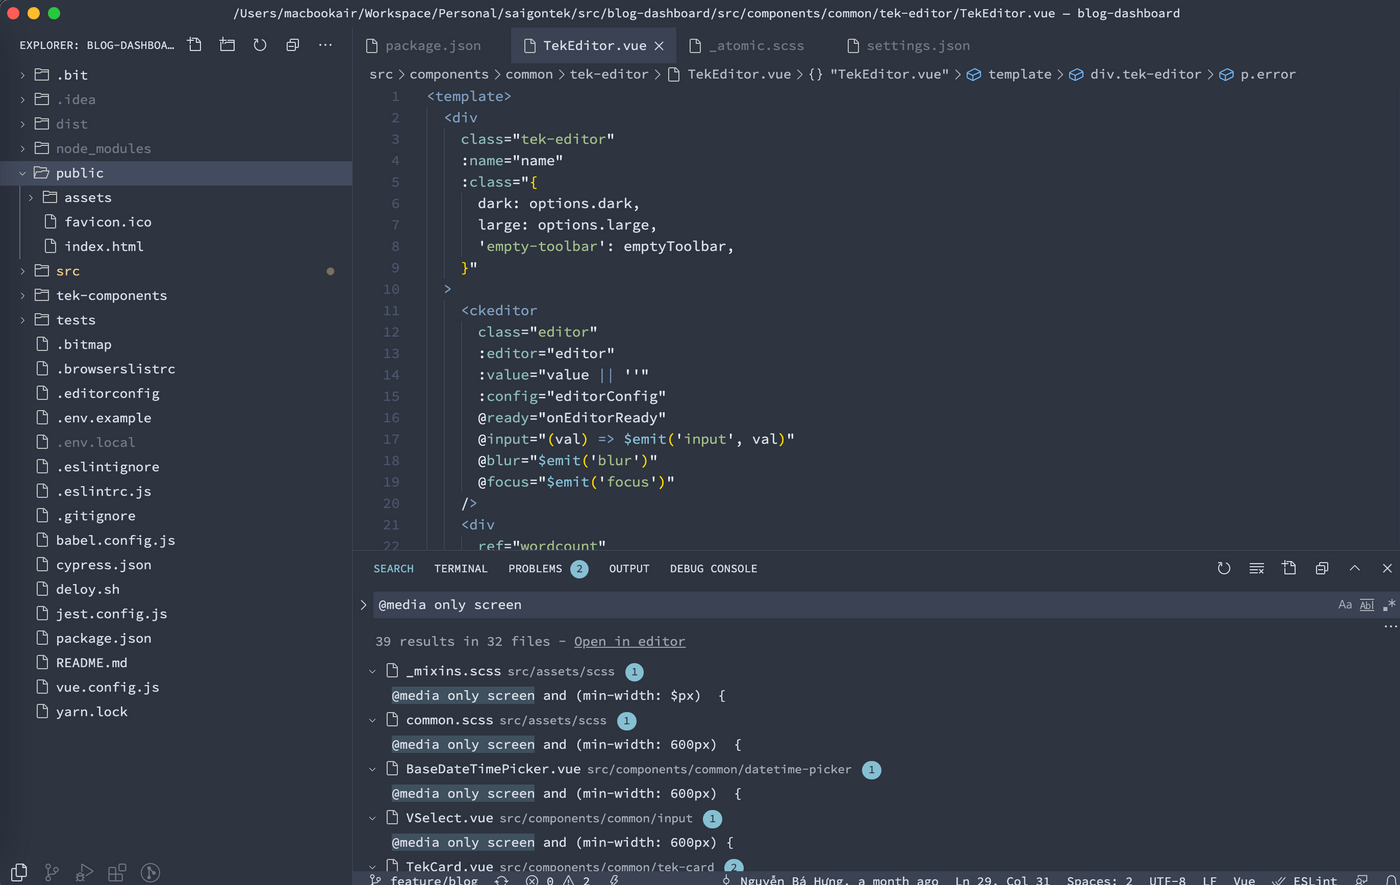 /Users/macbookair/Workspace/Personal/saigontek/src/blog-dashboard/src/components/common/tek-editor/TekEditor.vue — blog-dashboard
EXPLORER: BLOG-DASHBOA...
package.json
TekEditor.vue
_atomic.scss
settings.json
src > components > common > tek-editor > TekEditor.vue > {} "TekEditor.vue" > template > div.tek-editor > p.error
.bit
.idea
dist
node_modules
public
assets
favicon.ico
index.html
src
tek-components
tests
.bitmap
.browserslistrc
.editorconfig
.env.example
.env.local
.eslintignore
.eslintrc.js
.gitignore
babel.config.js
cypress.json
deloy.sh
jest.config.js
package.json
README.md
vue.config.js
yarn.lock
1 <template>
2 <div
3 class="tek-editor"
4 :name="name"
5 :class="{
6 dark: options.dark,
7 large: options.large,
8 'empty-toolbar': emptyToolbar,
9 }"
10 >
11 <ckeditor
12 class="editor"
13 :editor="editor"
14 :value="value || ''"
15 :config="editorConfig"
16 @ready="onEditorReady"
17 @input="(val) => $emit('input', val)"
18 @blur="$emit('blur')"
19 @focus="$emit('focus')"
20 />
21 <div
22 ref="wordcount"
SEARCH TERMINAL PROBLEMS 2 OUTPUT DEBUG CONSOLE
@media only screen
Aa Abl .*
39 results in 32 files - Open in editor
_mixins.scss src/assets/scss 1
@media only screen and (min-width: $px) {
common.scss src/assets/scss 1
@media only screen and (min-width: 600px) {
BaseDateTimePicker.vue src/components/common/datetime-picker 1
@media only screen and (min-width: 600px) {
VSelect.vue src/components/common/input 1
@media only screen and (min-width: 600px) {
TekCard.vue src/components/common/tek-card 2
feature/blog 0 2 Nguyễn Bá Hưng, a month ago Ln 29, Col 31 Spaces: 2 UTF-8 LF Vue ESLint